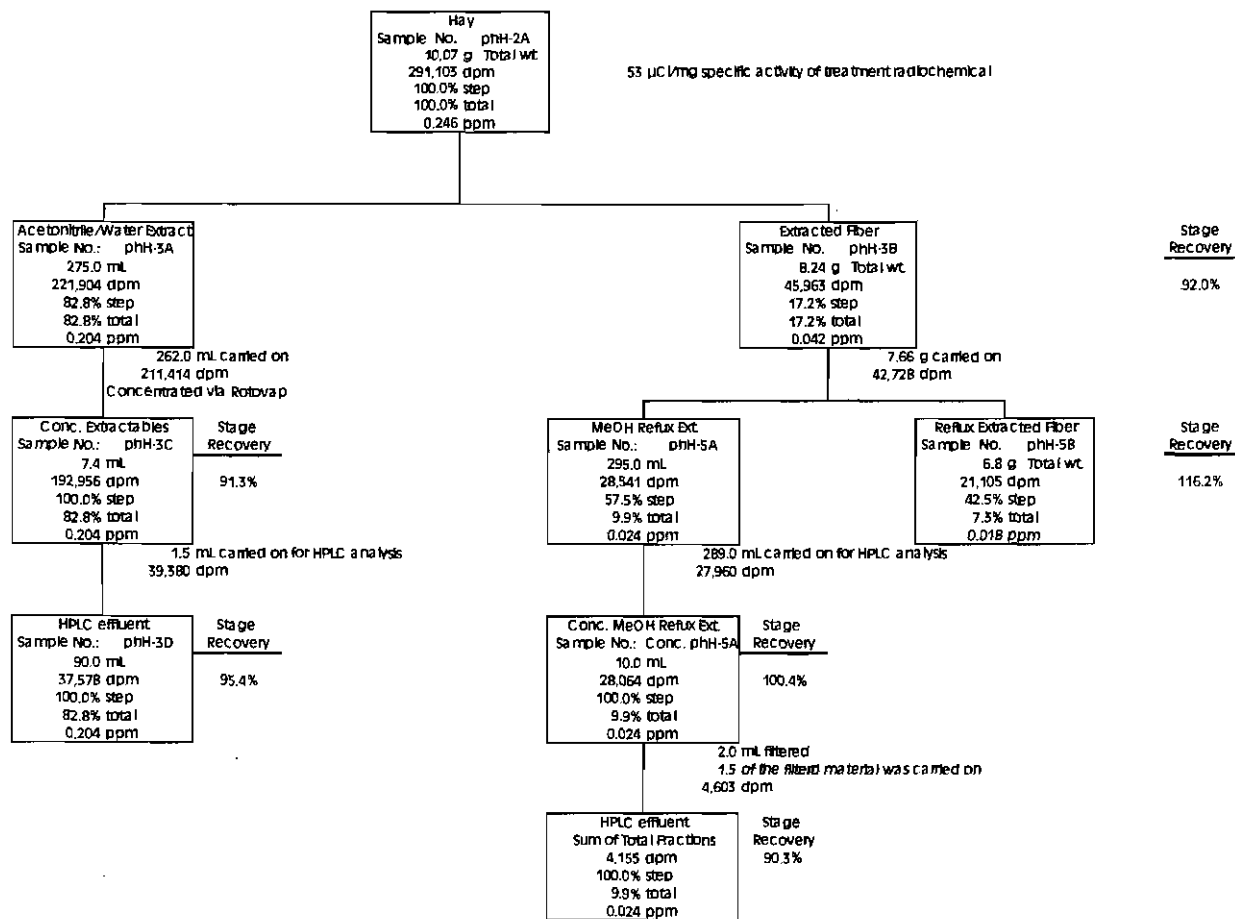 Hay
Sample No. phH-2A
10.07 g Total wt.
291,103 dpm
100.0% step
100.0% total
0.246 ppm
53 µCi/mg specific activity of treatment radiochemical
Acetonitrile/Water Extract
Sample No.: phH-3A
275.0 mL
221,904 dpm
82.8% step
82.8% total
0.204 ppm
Extracted Fiber
Sample No. phH-3B
8.24 g Total wt.
45,963 dpm
17.2% step
17.2% total
0.042 ppm
Stage
Recovery
92.0%
262.0 mL carried on
211,414 dpm
Concentrated via Rotovap
7.66 g carried on
42,728 dpm
Conc. Extractables
Sample No.: phH-3C
7.4 mL
192,956 dpm
100.0% step
82.8% total
0.204 ppm
Stage
Recovery
91.3%
MeOH Reflux Ext.
Sample No.: phH-5A
295.0 mL
28,541 dpm
57.5% step
9.9% total
0.024 ppm
Reflux Extracted Fiber
Sample No. phH-5B
6.8 g Total wt.
21,105 dpm
42.5% step
7.3% total
0.018 ppm
Stage
Recovery
116.2%
1.5 mL carried on for HPLC analysis
39,380 dpm
289.0 mL carried on for HPLC analysis
27,960 dpm
HPLC effluent
Sample No.: phH-3D
90.0 mL
37,578 dpm
100.0% step
82.8% total
0.204 ppm
Stage
Recovery
95.4%
Conc. MeOH Reflux Ext.
Sample No.: Conc. phH-5A
10.0 mL
28,064 dpm
100.0% step
9.9% total
0.024 ppm
Stage
Recovery
100.4%
2.0 mL filtered
1.5 of the filterd material was carried on
4,603 dpm
HPLC effluent
Sum of Total Fractions
4,155 dpm
100.0% step
9.9% total
0.024 ppm
Stage
Recovery
90.3%